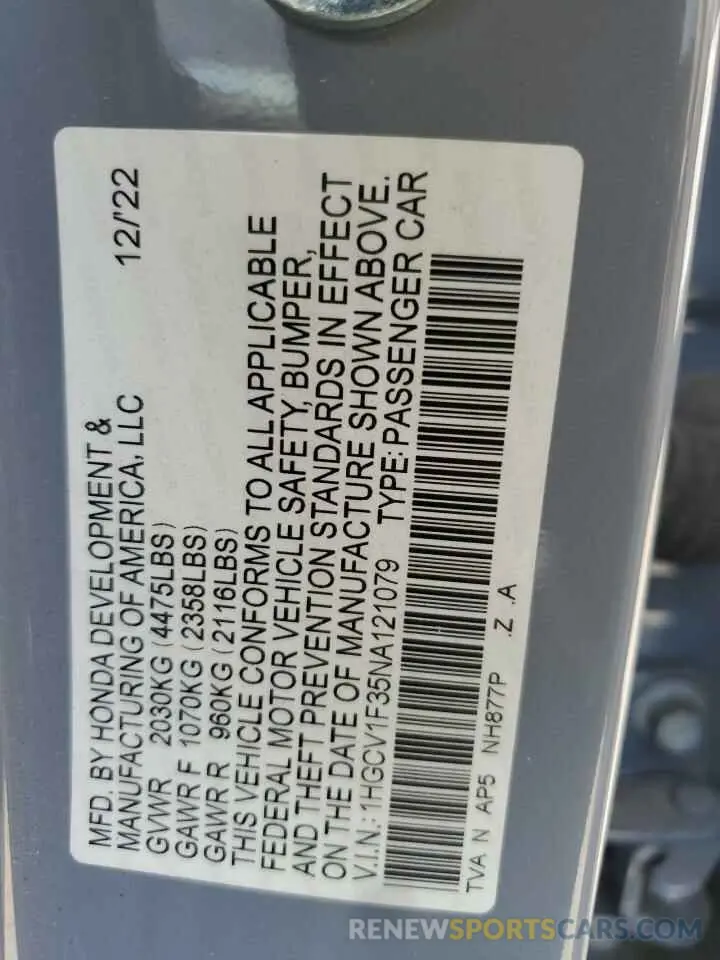 MFD. BY HONDA DEVELOPMENT &
MANUFACTURING OF AMERICA, LLC 12/'22
GVWR 2030KG (4475LBS)
GAWR F 1070KG (2358LBS)
GAWR R 960KG (2116LBS)
THIS VEHICLE CONFORMS TO ALL APPLICABLE
FEDERAL MOTOR VEHICLE SAFETY, BUMPER,
AND THEFT PREVENTION STANDARDS IN EFFECT
ON THE DATE OF MANUFACTURE SHOWN ABOVE.
V.I.N.: 1HGCV1F35NA121079 TYPE: PASSENGER CAR
TVA N AP5 NH877P .Z .A
RENEWSPORTSCARS.COM